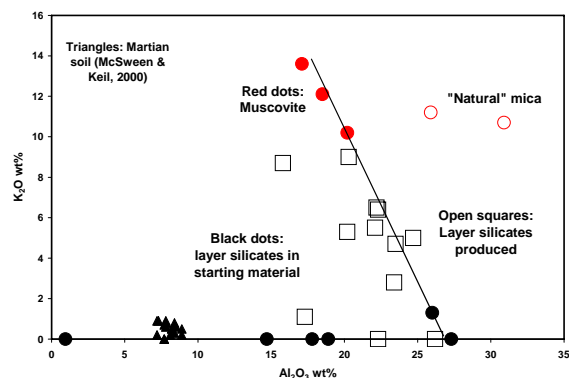 16
14
12
10
8
6
4
2
0
K2O wt%
Triangles: Martian
soil (McSween &
Keil, 2000)
Red dots:
Muscovite
"Natural" mica
Black dots:
layer silicates in
starting material
Open squares:
Layer silicates
produced
0 5 10 15 20 25 30 35
Al2O3 wt%